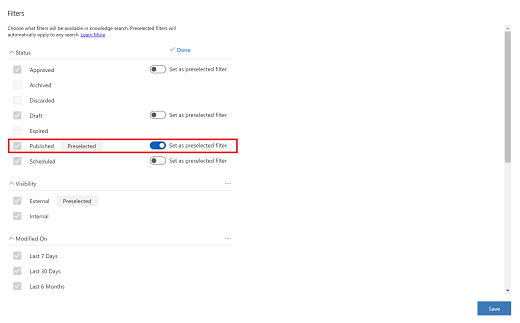 Filters
Choose what filters will be available in knowledge search. Preselected filters will
automatically apply to any search. Learn More
Status
Done
Approved
Set as preselected filter
Archived
Discarded
Draft
Set as preselected filter
Expired
Published
Preselected
Set as preselected filter
Scheduled
Set as preselected filter
Visibility
...
External
Preselected
Internal
Modified On
...
Last 7 Days
Last 30 Days
Last 6 Months
Save